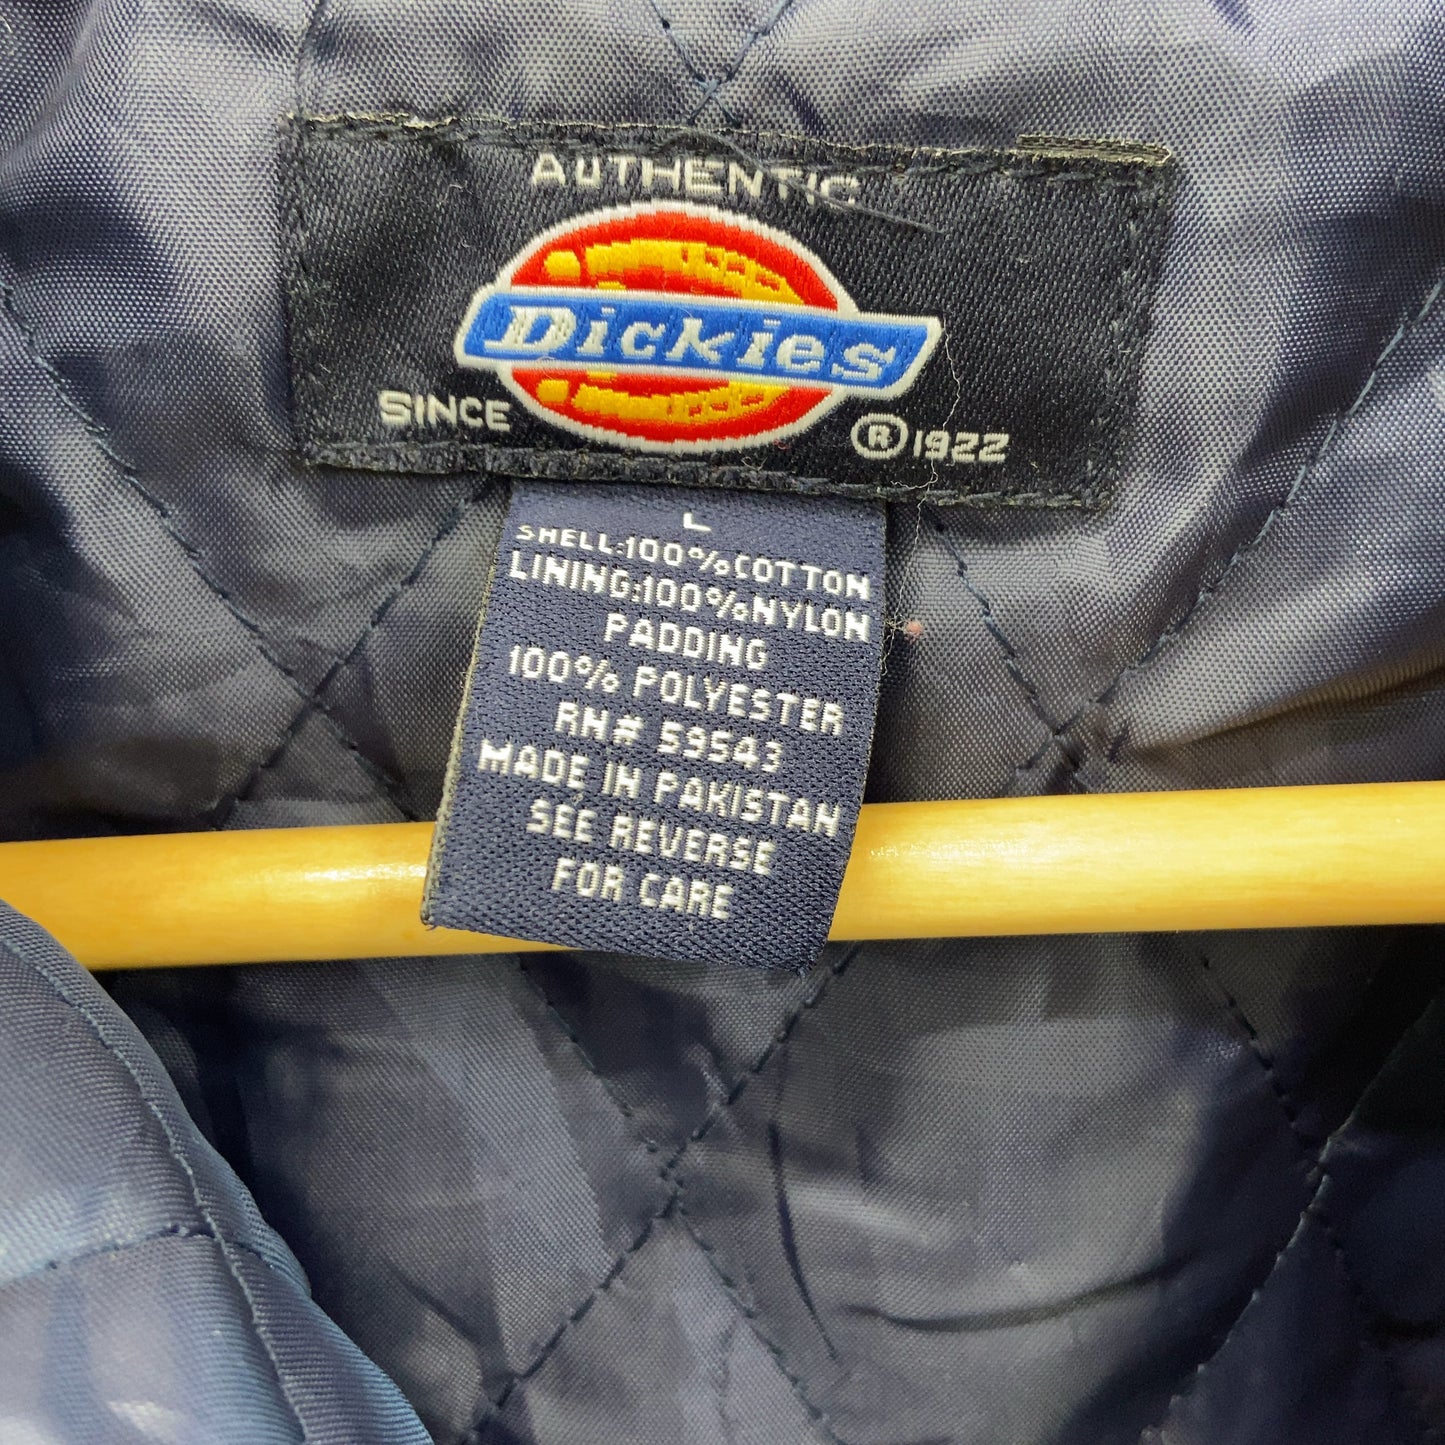 AUTHENTIC
Dickies
SINCE ® 1922
L
SHELL:100%COTTON
LINING:100%NYLON
PADDING
100% POLYESTER
RN# 59543
MADE IN PAKISTAN
SEE REVERSE
FOR CARE